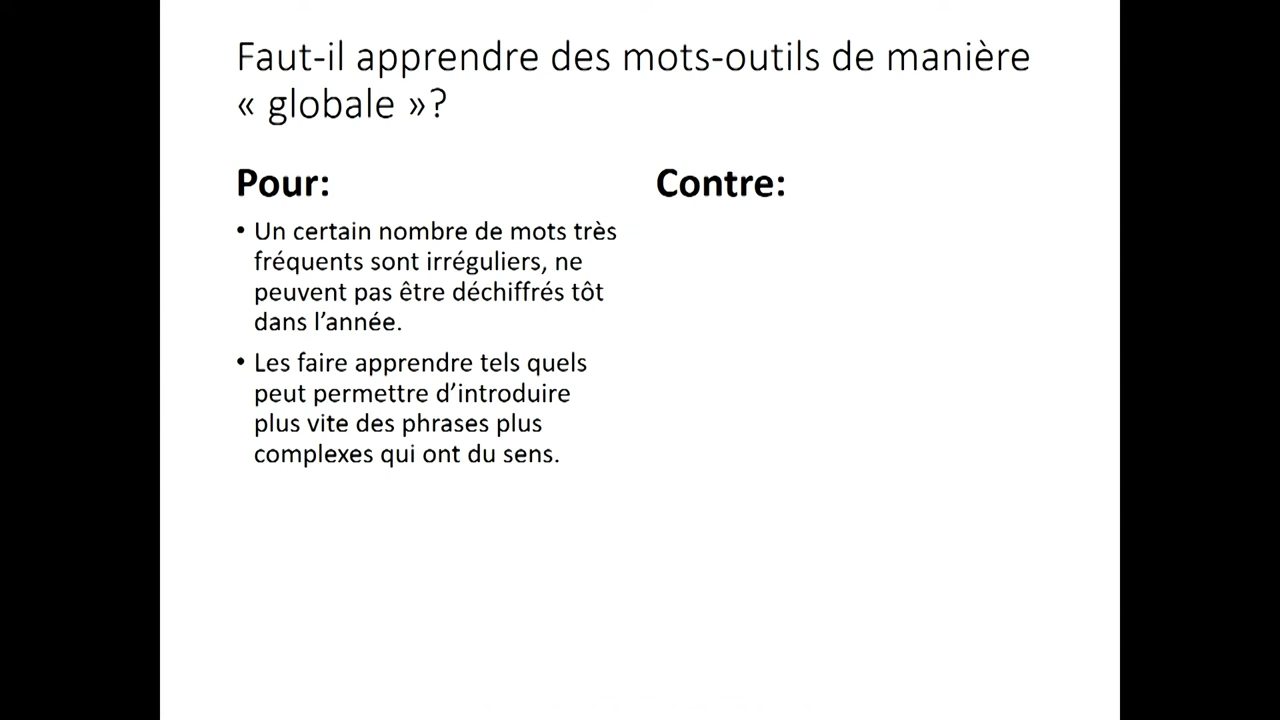 Faut-il apprendre des mots-outils de manière
« globale »?
Pour:
• Un certain nombre de mots très
fréquents sont irréguliers, ne
peuvent pas être déchiffrés tôt
dans l’année.
• Les faire apprendre tels quels
peut permettre d’introduire
plus vite des phrases plus
complexes qui ont du sens.
Contre: